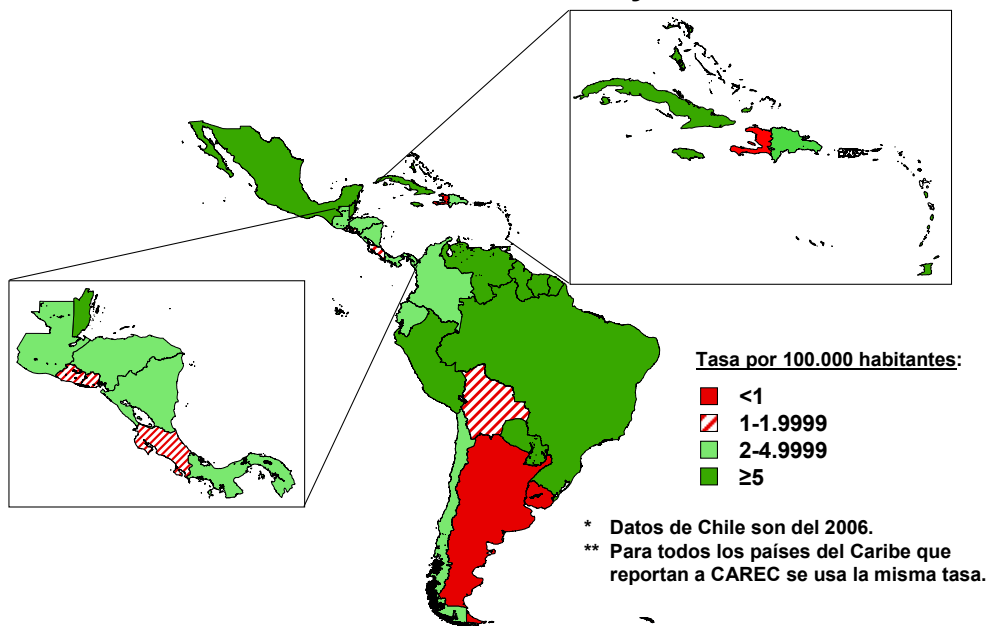 Tasa por 100.000 habitantes:
<1
1-1.9999
2-4.9999
≥5
* Datos de Chile son del 2006.
** Para todos los países del Caribe que
reportan a CAREC se usa la misma tasa.